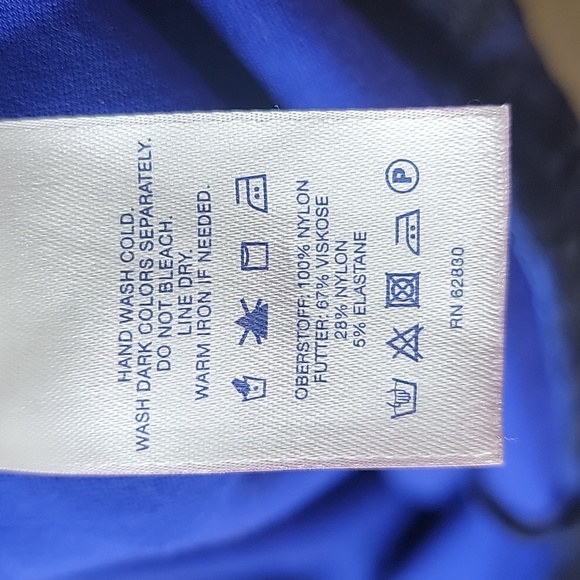 HAND WASH COLD.
WASH DARK COLORS SEPARATELY.
DO NOT BLEACH.
LINE DRY.
WARM IRON IF NEEDED.
OBERSTOFF: 100% NYLON
FUTTER: 67% VISKOSE
28% NYLON
5% ELASTANE
P
RN 62830